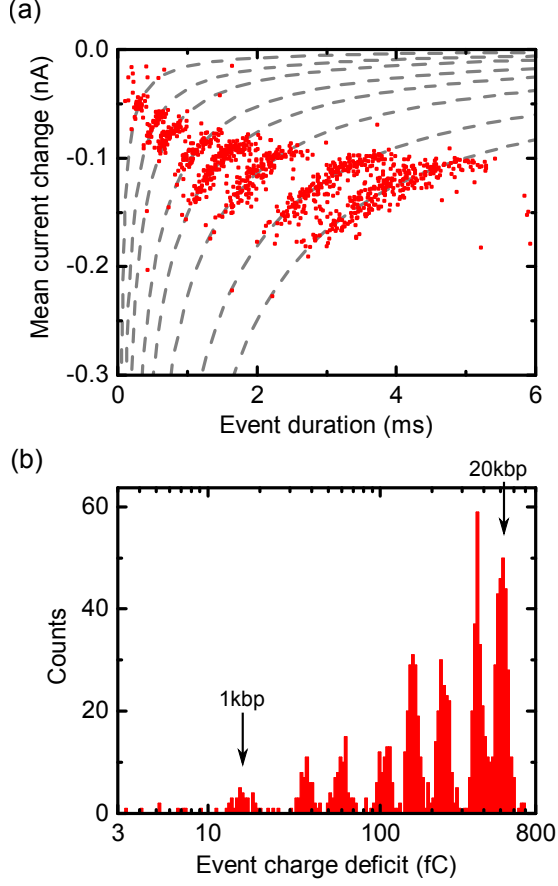 (a)
0.0
-0.1
-0.2
-0.3
Mean current change (nA)
0 2 4 6
Event duration (ms)
(b)
20kbp
1kbp
60
40
20
0
Counts
3 10 100 800
Event charge deficit (fC)